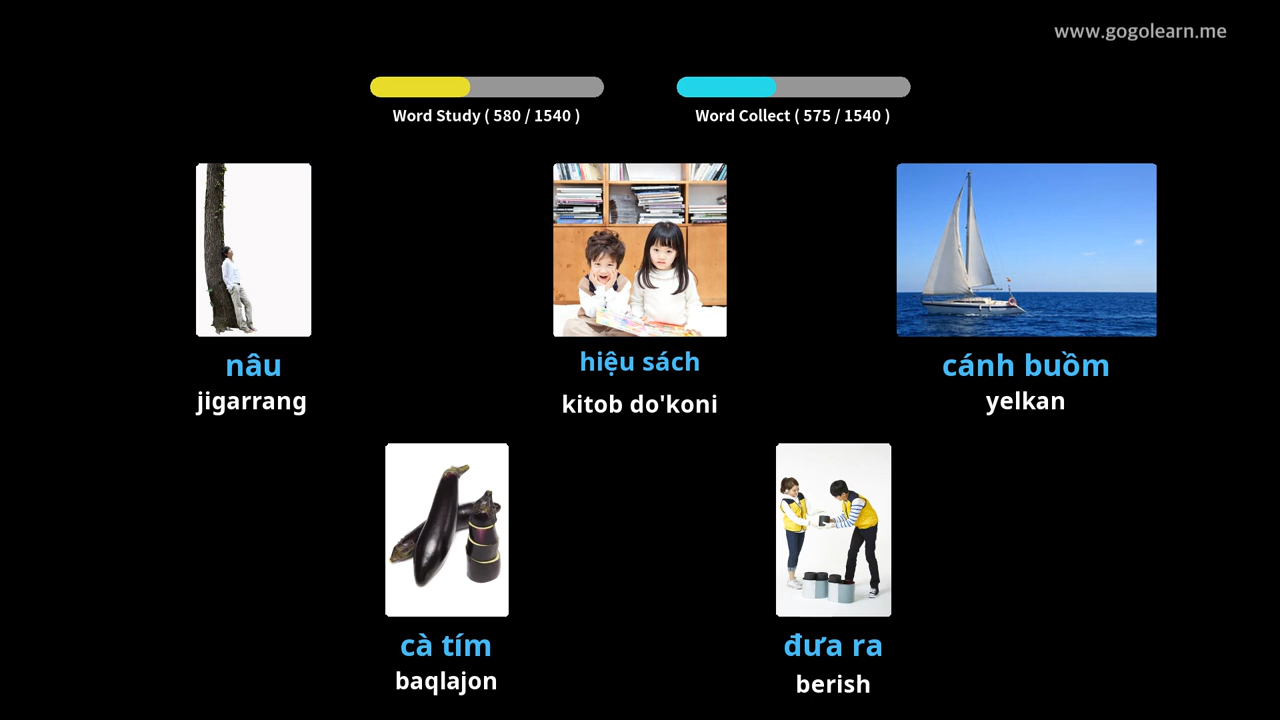 www.gogolearn.me
Word Study ( 580 / 1540 )
Word Collect ( 575 / 1540 )
nâu
jigarrang
hiệu sách
kitob do'koni
cánh buồm
yelkan
cà tím
baqlajon
đưa ra
berish